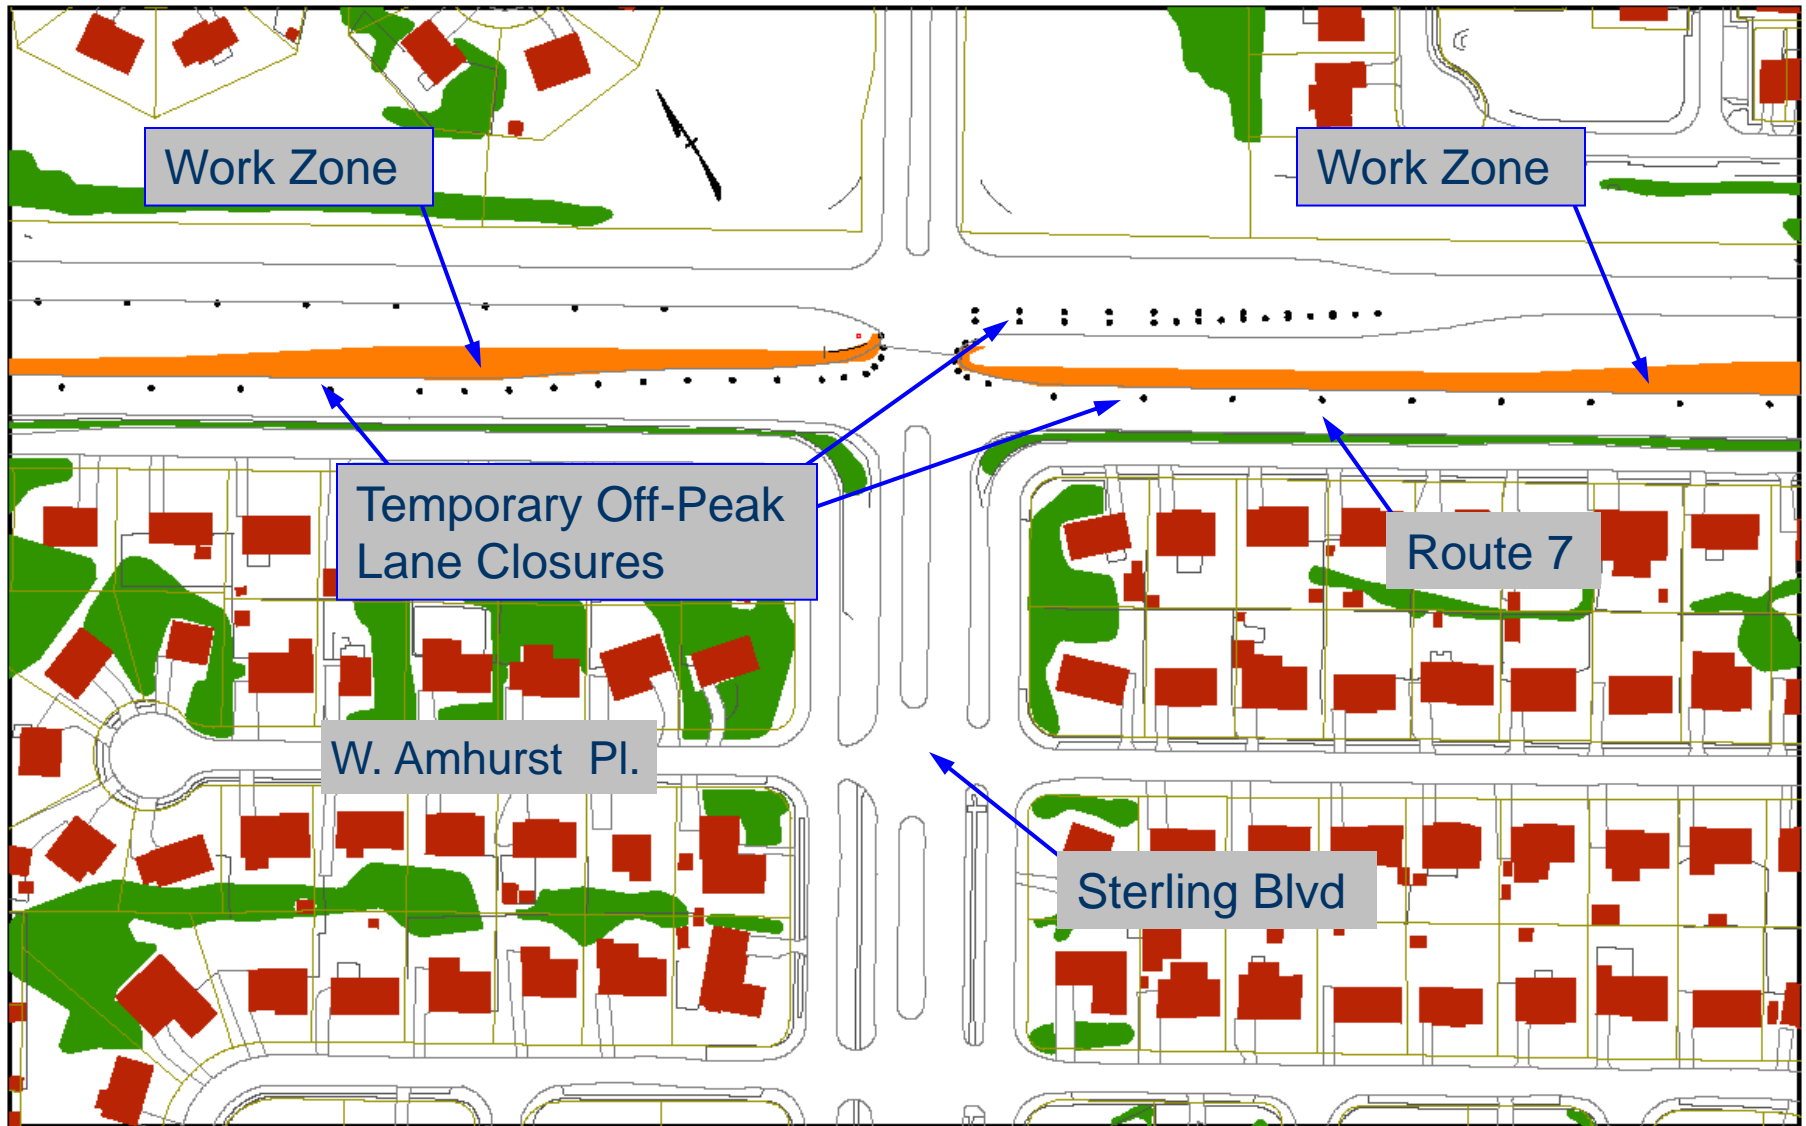 Work Zone
Work Zone
Temporary Off-Peak
Lane Closures
Route 7
W. Amhurst Pl.
Sterling Blvd